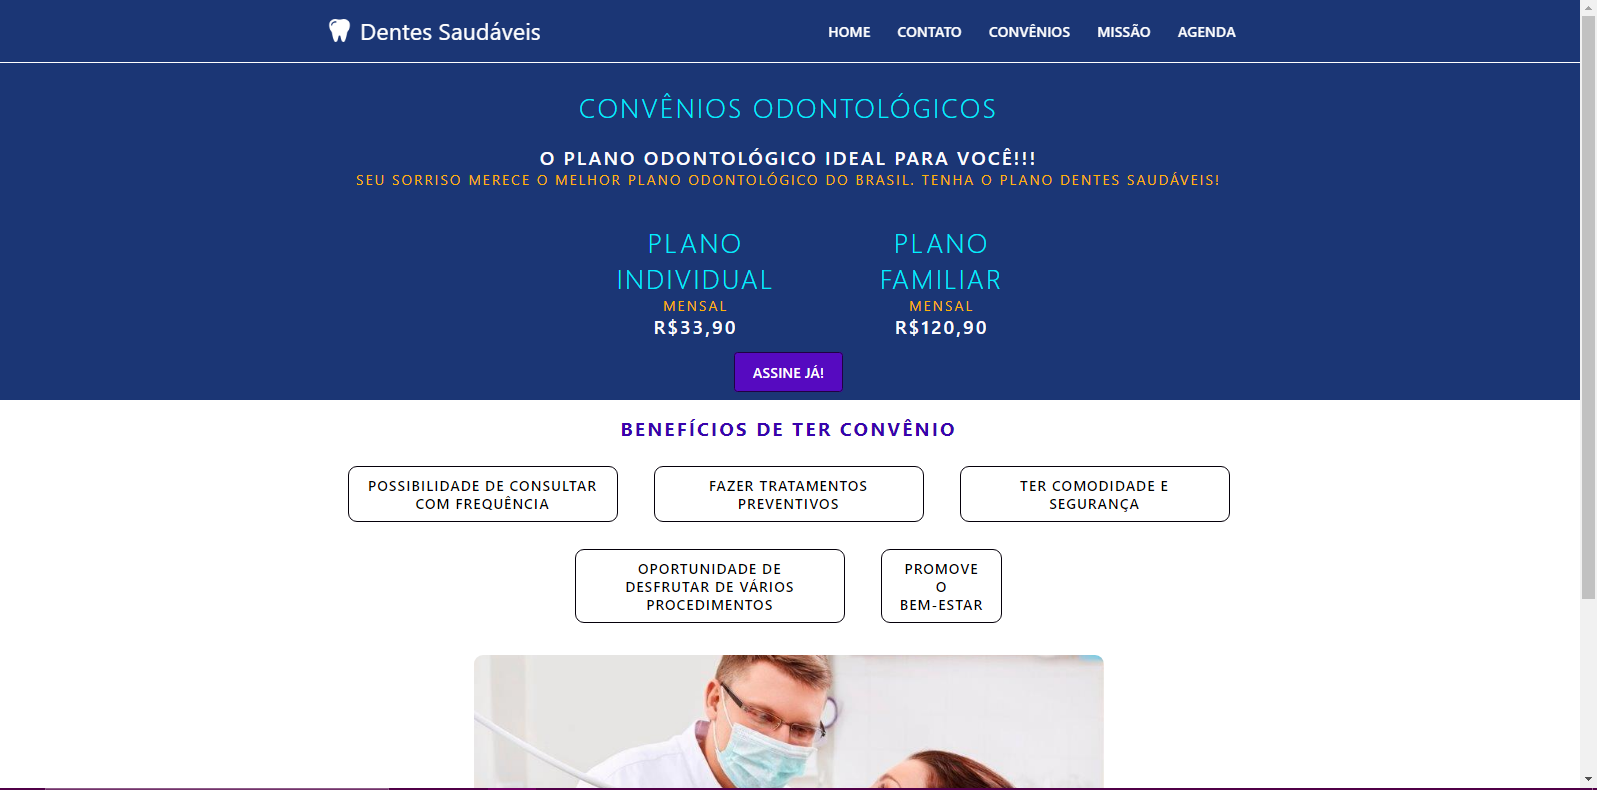 Dentes Saudáveis
HOME CONTATO CONVÊNIOS MISSÃO AGENDA
CONVÊNIOS ODONTOLÓGICOS
O PLANO ODONTOLÓGICO IDEAL PARA VOCÊ!!!
SEU SORRISO MERECE O MELHOR PLANO ODONTOLÓGICO DO BRASIL. TENHA O PLANO DENTES SAUDÁVEIS!
PLANO
INDIVIDUAL
MENSAL
R$33,90
PLANO
FAMILIAR
MENSAL
R$120,90
ASSINE JÁ!
BENEFÍCIOS DE TER CONVÊNIO
POSSIBILIDADE DE CONSULTAR
COM FREQUÊNCIA
FAZER TRATAMENTOS
PREVENTIVOS
TER COMODIDADE E
SEGURANÇA
OPORTUNIDADE DE
DESFRUTAR DE VÁRIOS
PROCEDIMENTOS
PROMOVE
O
BEM-ESTAR